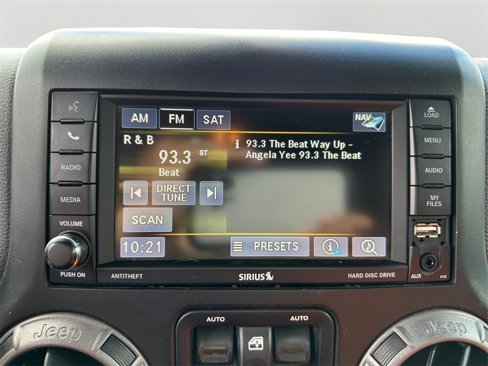 AM FM SAT NAV
R & B
93.3 ST
Beat
i 93.3 The Beat Way Up -
Angela Yee 93.3 The Beat
DIRECT
TUNE
SCAN
10:21 PRESETS i
PHONE
RADIO
MEDIA
VOLUME
PUSH ON
LOAD
MENU
AUDIO
MY
FILES
AUX
ANTITHEFT SIRIUS HARD DISC DRIVE
AUTO AUTO
Jeep Jeep